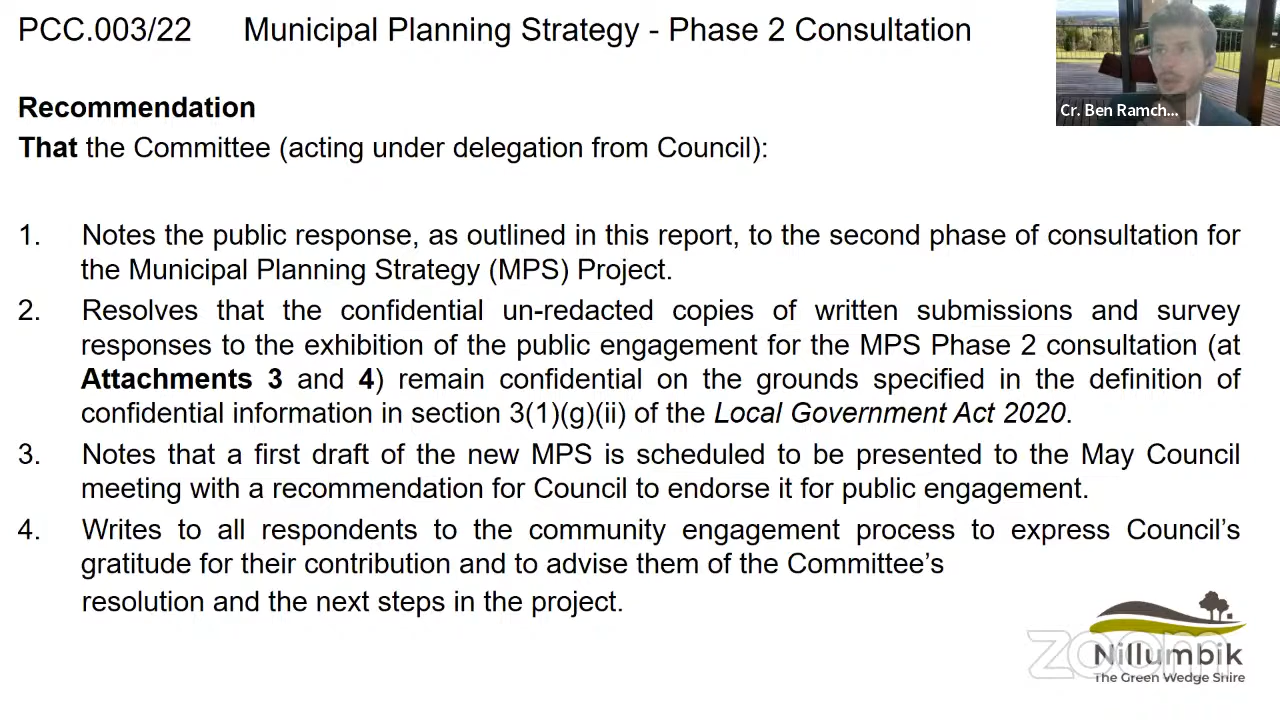 PCC.003/22 Municipal Planning Strategy - Phase 2 Consultation
Cr. Ben Ramch...
Recommendation
That the Committee (acting under delegation from Council):
1. Notes the public response, as outlined in this report, to the second phase of consultation for
the Municipal Planning Strategy (MPS) Project.
2. Resolves that the confidential un-redacted copies of written submissions and survey
responses to the exhibition of the public engagement for the MPS Phase 2 consultation (at
Attachments 3 and 4) remain confidential on the grounds specified in the definition of
confidential information in section 3(1)(g)(ii) of the Local Government Act 2020.
3. Notes that a first draft of the new MPS is scheduled to be presented to the May Council
meeting with a recommendation for Council to endorse it for public engagement.
4. Writes to all respondents to the community engagement process to express Council’s
gratitude for their contribution and to advise them of the Committee’s
resolution and the next steps in the project.
zoom
Nillumbik
The Green Wedge Shire